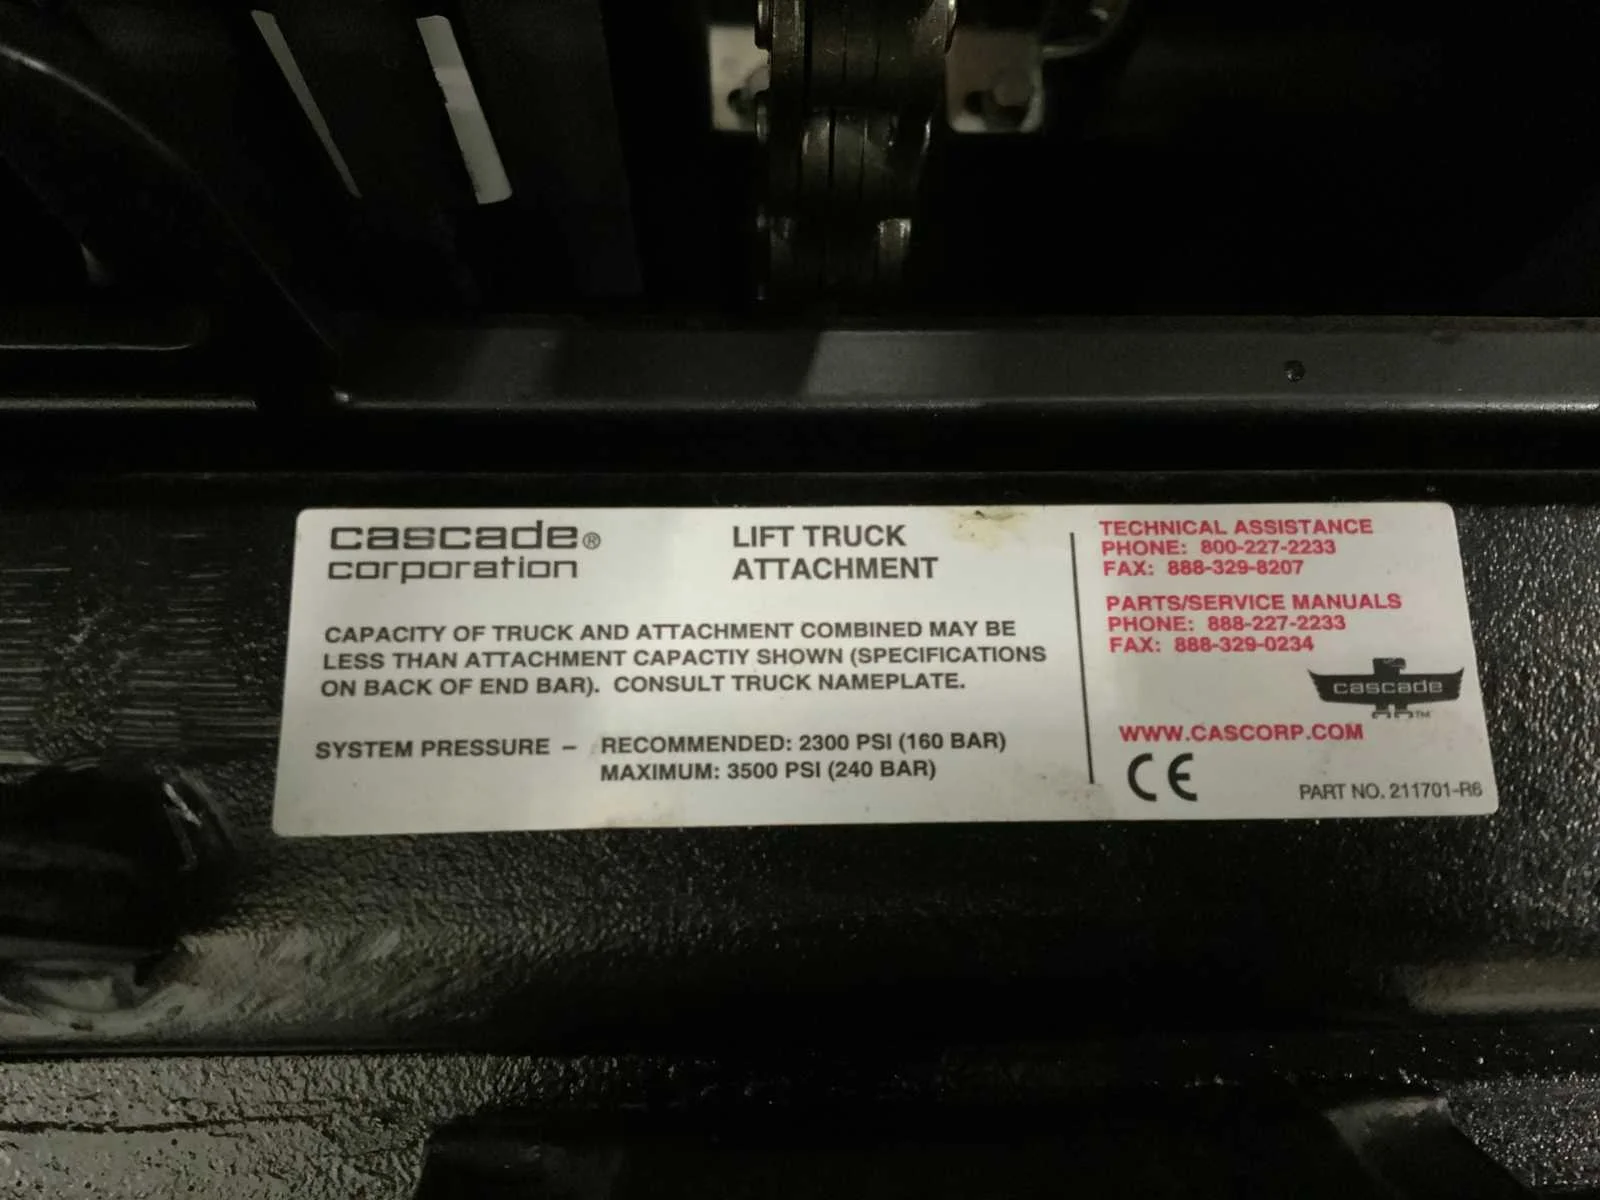 cascade®
corporation
LIFT TRUCK
ATTACHMENT
CAPACITY OF TRUCK AND ATTACHMENT COMBINED MAY BE
LESS THAN ATTACHMENT CAPACTIY SHOWN (SPECIFICATIONS
ON BACK OF END BAR). CONSULT TRUCK NAMEPLATE.
SYSTEM PRESSURE – RECOMMENDED: 2300 PSI (160 BAR)
MAXIMUM: 3500 PSI (240 BAR)
TECHNICAL ASSISTANCE
PHONE: 800-227-2233
FAX: 888-329-8207
PARTS/SERVICE MANUALS
PHONE: 888-227-2233
FAX: 888-329-0234
cascade
TM
WWW.CASCORP.COM
CE
PART NO. 211701-R6